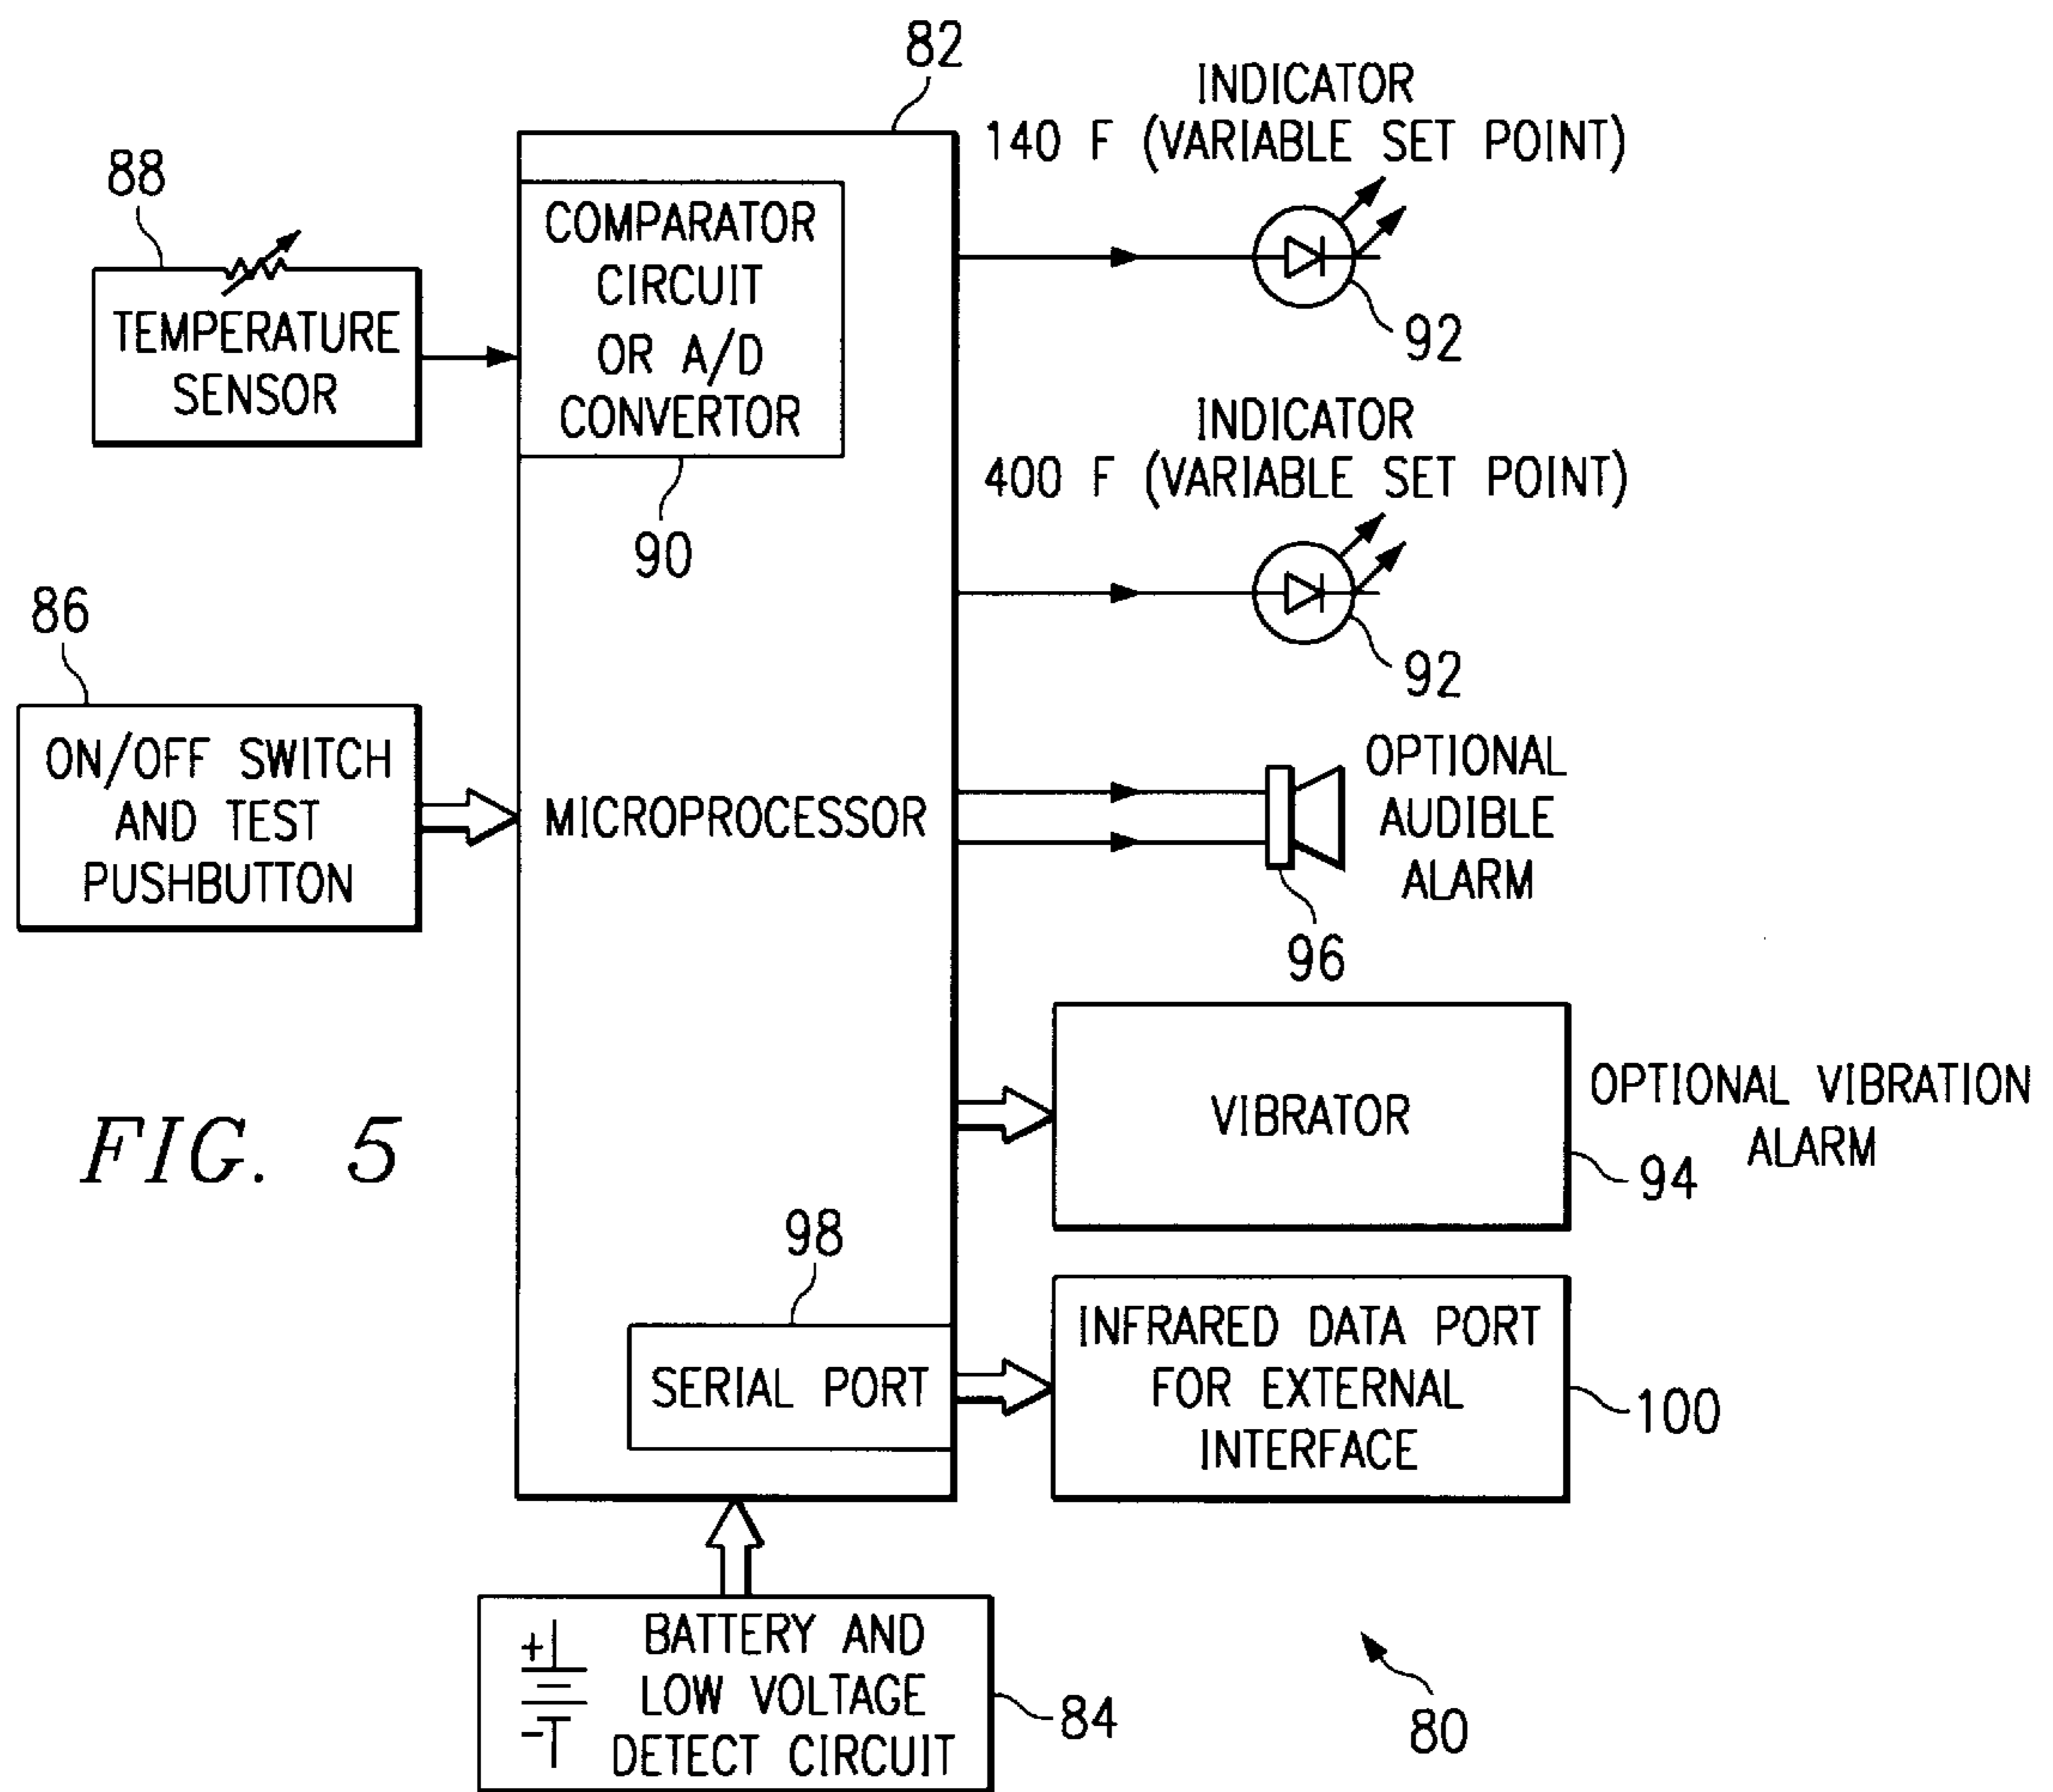 82
INDICATOR
140 F (VARIABLE SET POINT)
88
COMPARATOR
CIRCUIT
OR A/D
CONVERTOR
TEMPERATURE
SENSOR
92
INDICATOR
400 F (VARIABLE SET POINT)
90
86
92
ON/OFF SWITCH
AND TEST
PUSHBUTTON
MICROPROCESSOR
OPTIONAL
AUDIBLE
ALARM
96
VIBRATOR
OPTIONAL VIBRATION
ALARM
94
FIG. 5
98
SERIAL PORT
INFRARED DATA PORT
FOR EXTERNAL
INTERFACE
100
+
-
BATTERY AND
LOW VOLTAGE
DETECT CIRCUIT
84
80